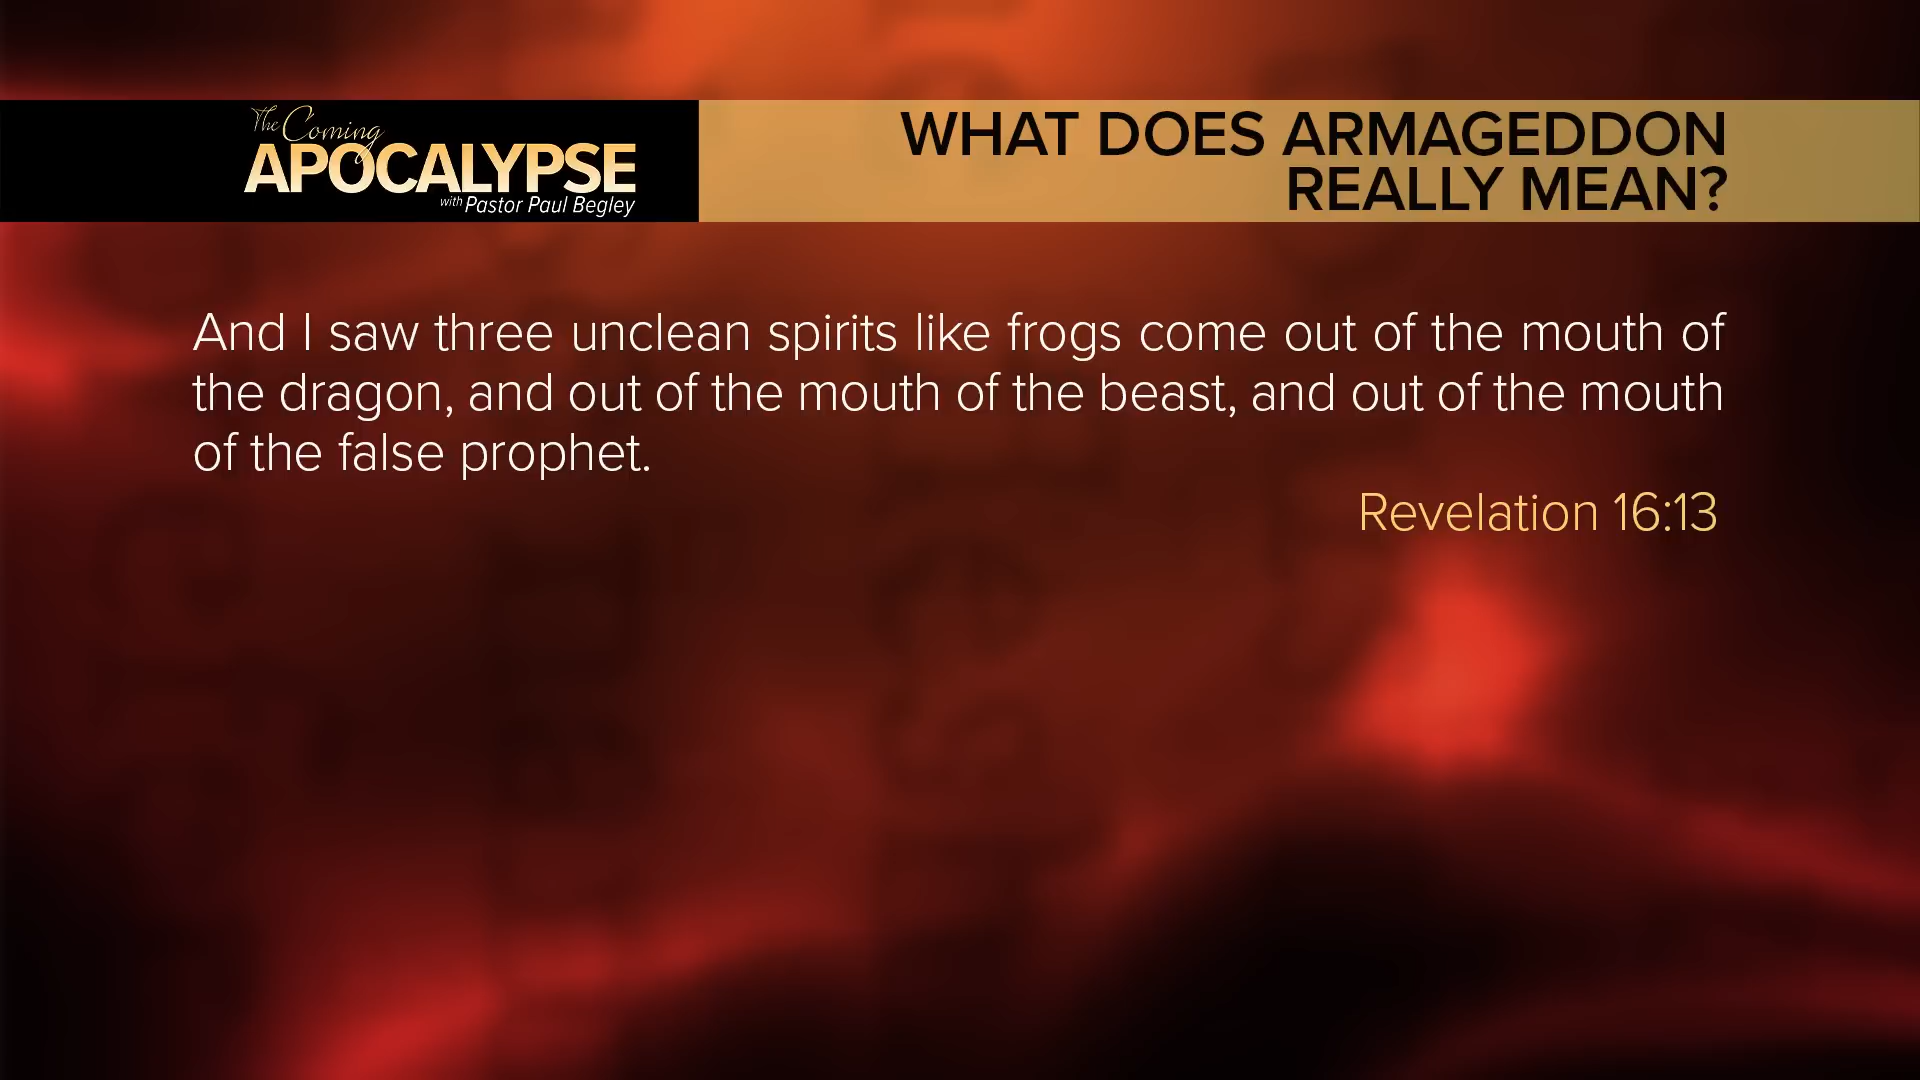 The Coming
APOCALYPSE
with Pastor Paul Begley
WHAT DOES ARMAGEDDON
REALLY MEAN?
And I saw three unclean spirits like frogs come out of the mouth of
the dragon, and out of the mouth of the beast, and out of the mouth
of the false prophet.
Revelation 16:13